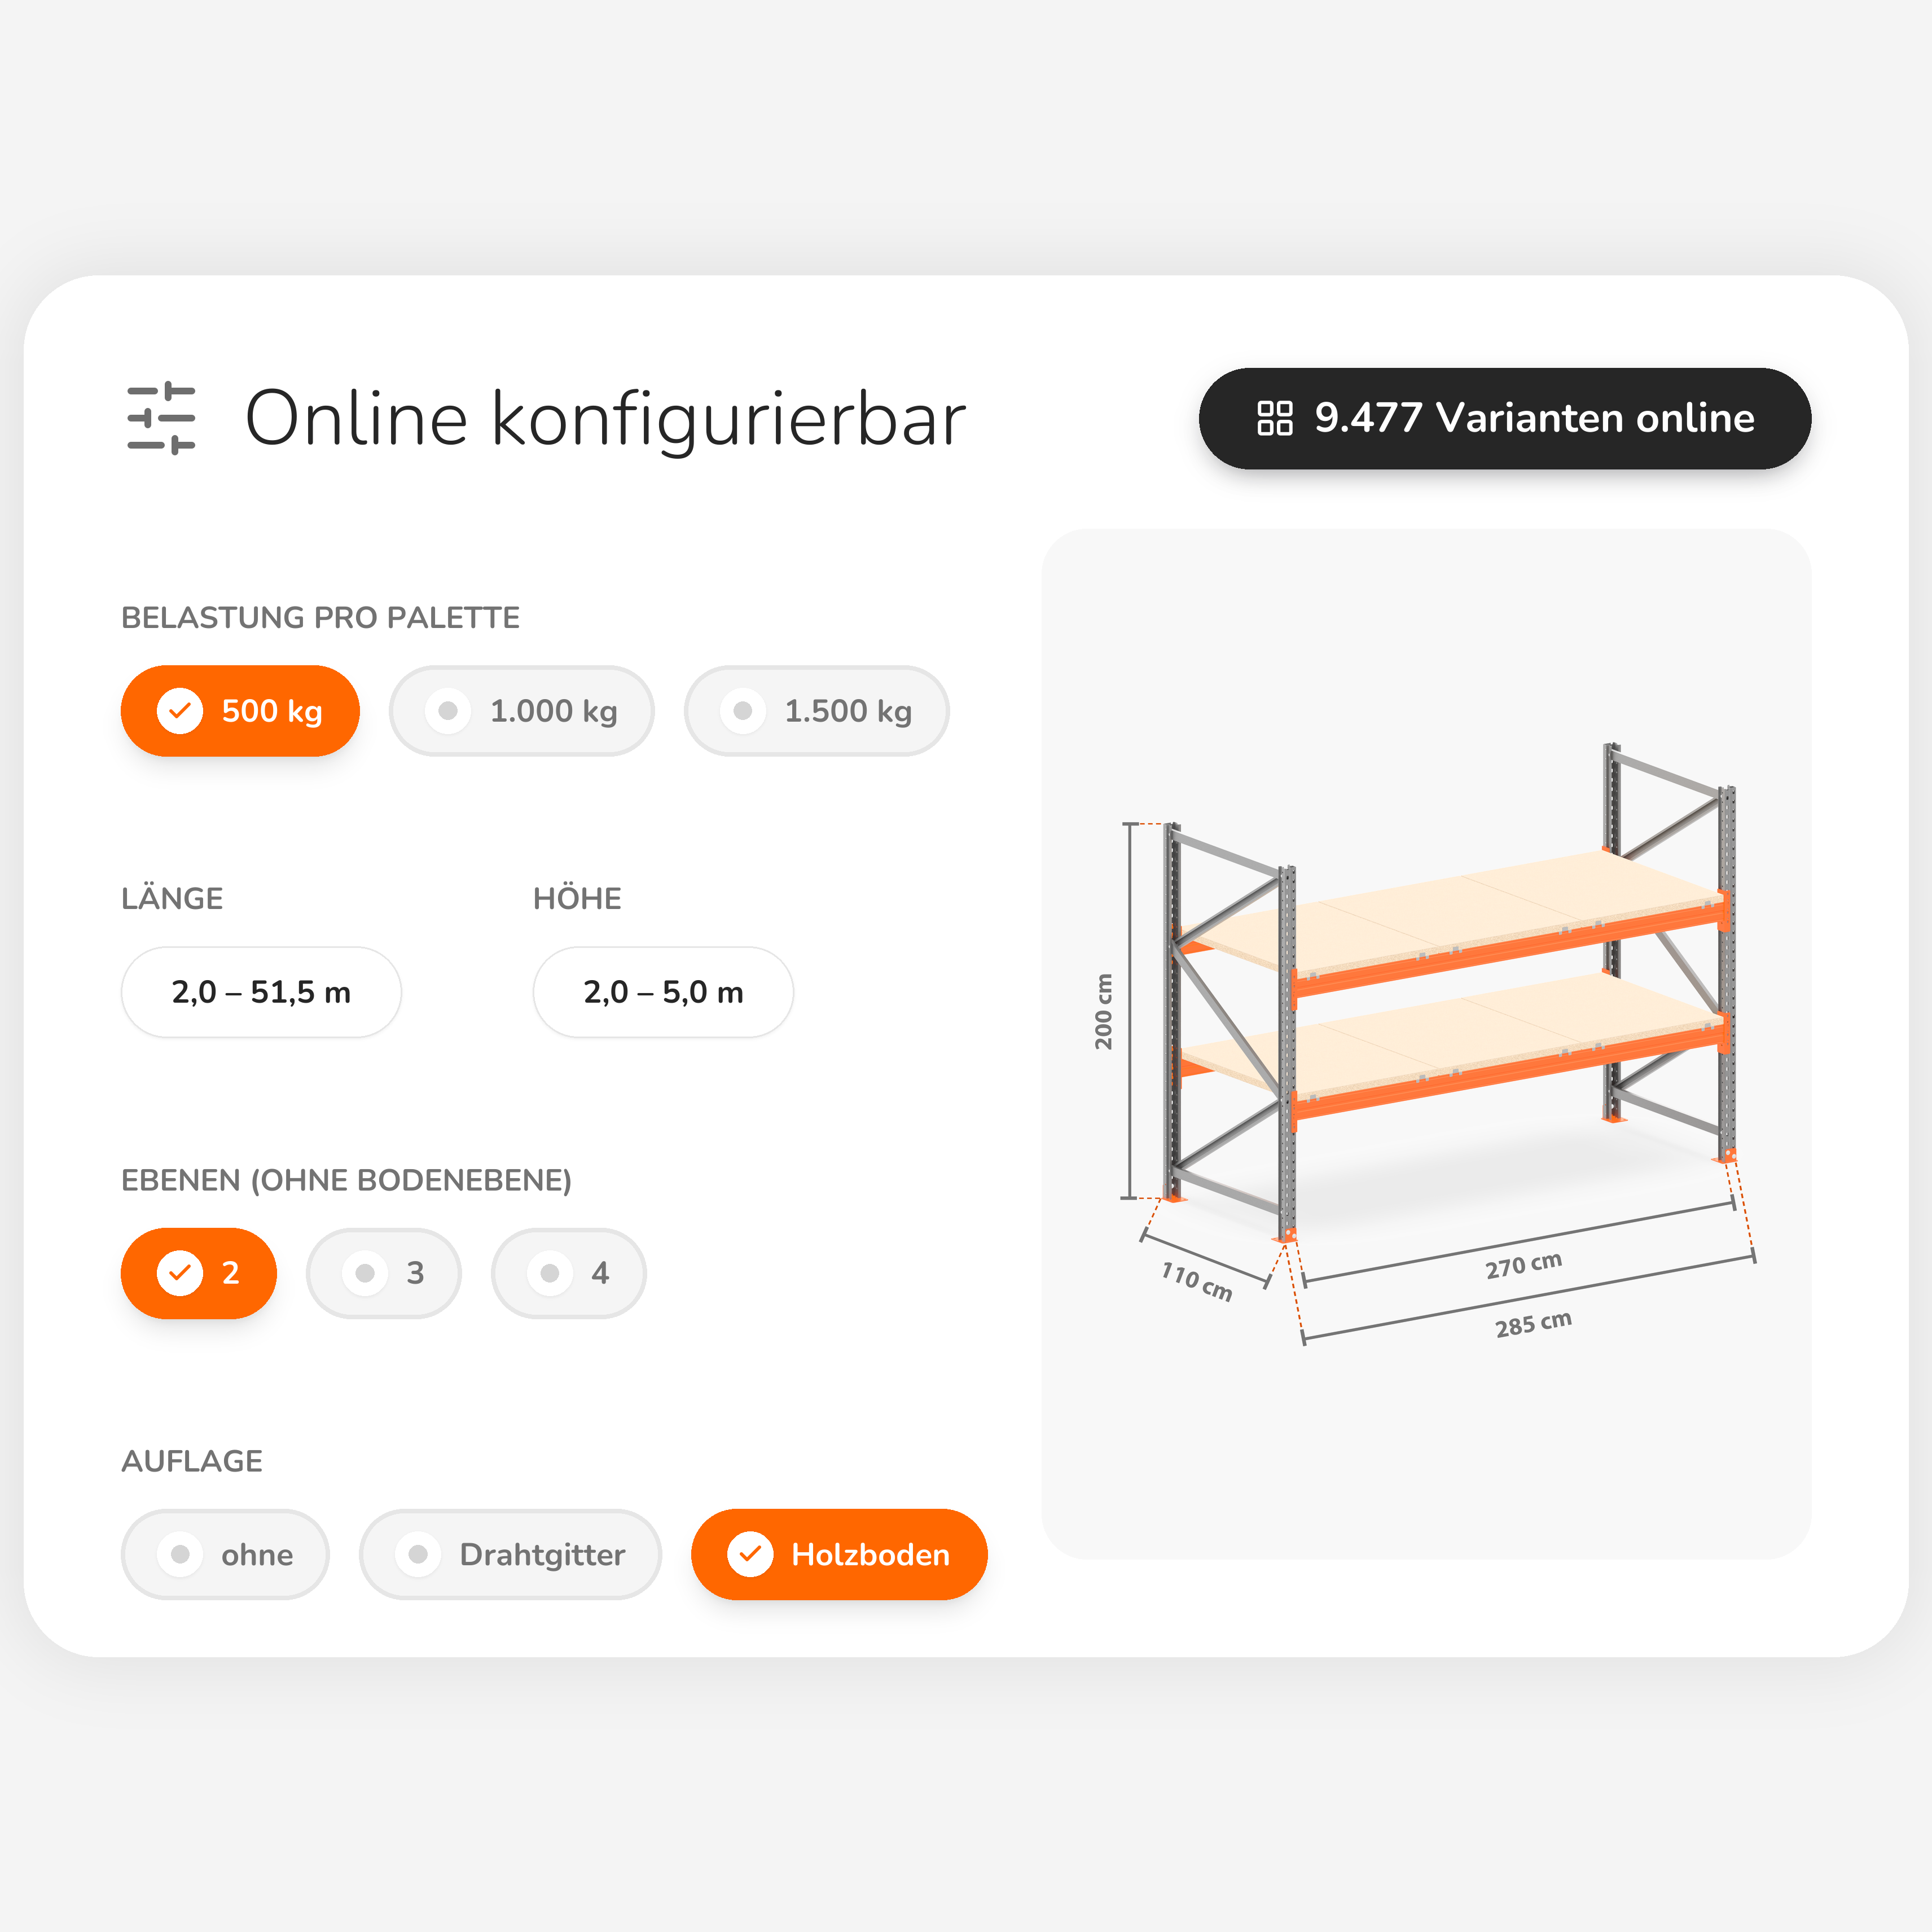 Online konfigurierbar
9.477 Varianten online
BELASTUNG PRO PALETTE
500 kg
1.000 kg
1.500 kg
LÄNGE
HÖHE
2,0 – 51,5 m
2,0 – 5,0 m
EBENEN (OHNE BODENEBENE)
2
3
4
AUFLAGE
ohne
Drahtgitter
Holzboden
200 cm
110 cm
270 cm
285 cm